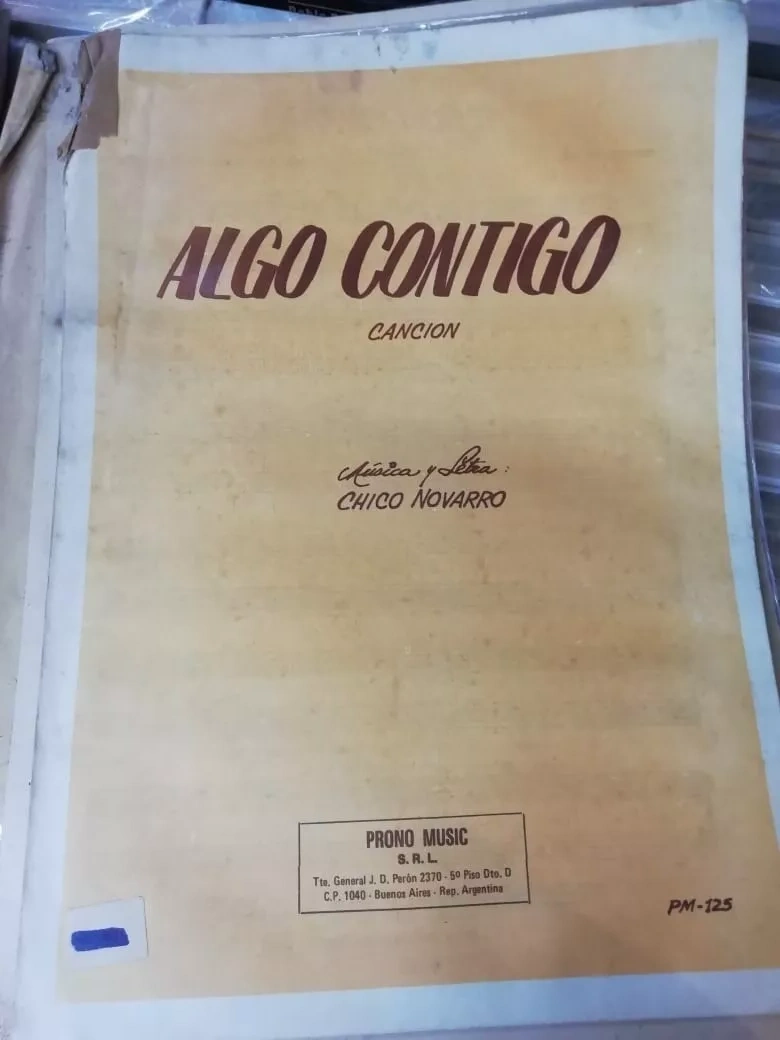 ALGO CONTIGO
CANCION
Música y Letra:
CHICO NOVARRO
PRONO MUSIC
S. R. L.
Tte. General J. D. Perón 2370 - 5º Piso Dto. D
C.P. 1040 - Buenos Aires - Rep. Argentina
PM-125